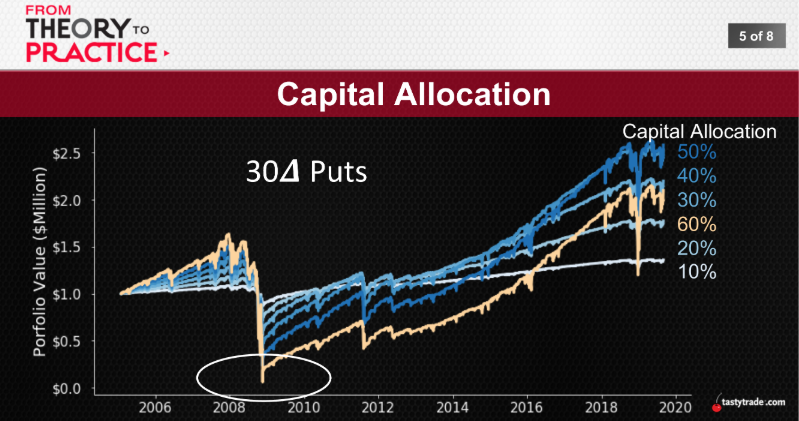 FROM
THEORY TO
PRACTICE
5 of 8
Capital Allocation
Capital Allocation
30Δ Puts
50%
40%
30%
60%
20%
10%
Porfolio Value ($Million)
$2.5
$2.0
$1.5
$1.0
$0.5
$0.0
2006 2008 2010 2012 2014 2016 2018 2020
tastytrade.com